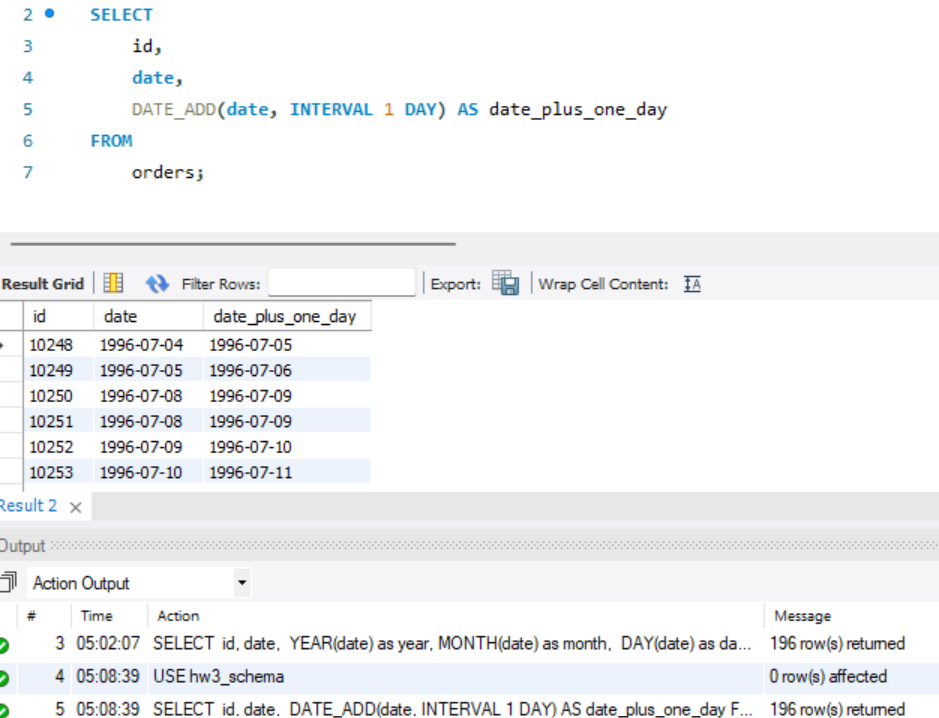 2 SELECT
3 id,
4 date,
5 DATE_ADD(date, INTERVAL 1 DAY) AS date_plus_one_day
6 FROM
7 orders;
Result Grid Filter Rows: Export: Wrap Cell Content: IA
id date date_plus_one_day
10248 1996-07-04 1996-07-05
10249 1996-07-05 1996-07-06
10250 1996-07-08 1996-07-09
10251 1996-07-08 1996-07-09
10252 1996-07-09 1996-07-10
10253 1996-07-10 1996-07-11
Result 2 ×
Output
Action Output
# Time Action Message
3 05:02:07 SELECT id, date, YEAR(date) as year, MONTH(date) as month, DAY(date) as da... 196 row(s) returned
4 05:08:39 USE hw3_schema 0 row(s) affected
5 05:08:39 SELECT id, date, DATE_ADD(date, INTERVAL 1 DAY) AS date_plus_one_day F... 196 row(s) returned